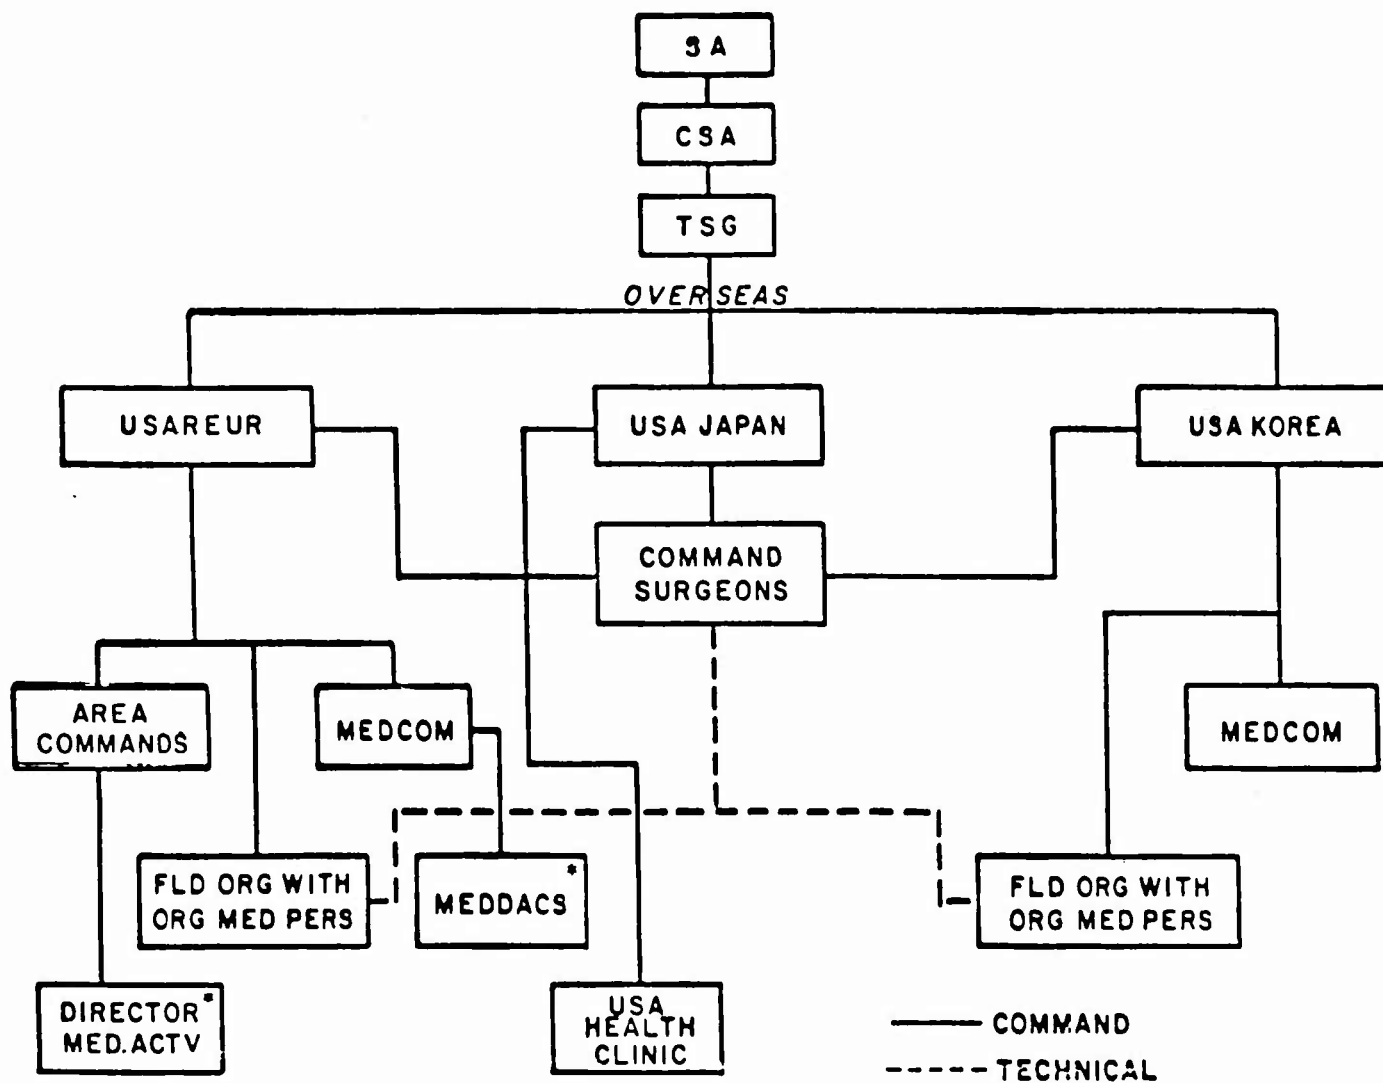 SA
CSA
TSG
OVERSEAS
USAREUR
USA JAPAN
USA KOREA
COMMAND
SURGEONS
AREA
COMMANDS
MEDCOM
MEDCOM
FLD ORG WITH
ORG MED PERS
MEDDACS*
FLD ORG WITH
ORG MED PERS
DIRECTOR*
MED. ACTV
USA
HEALTH
CLINIC
COMMAND
TECHNICAL